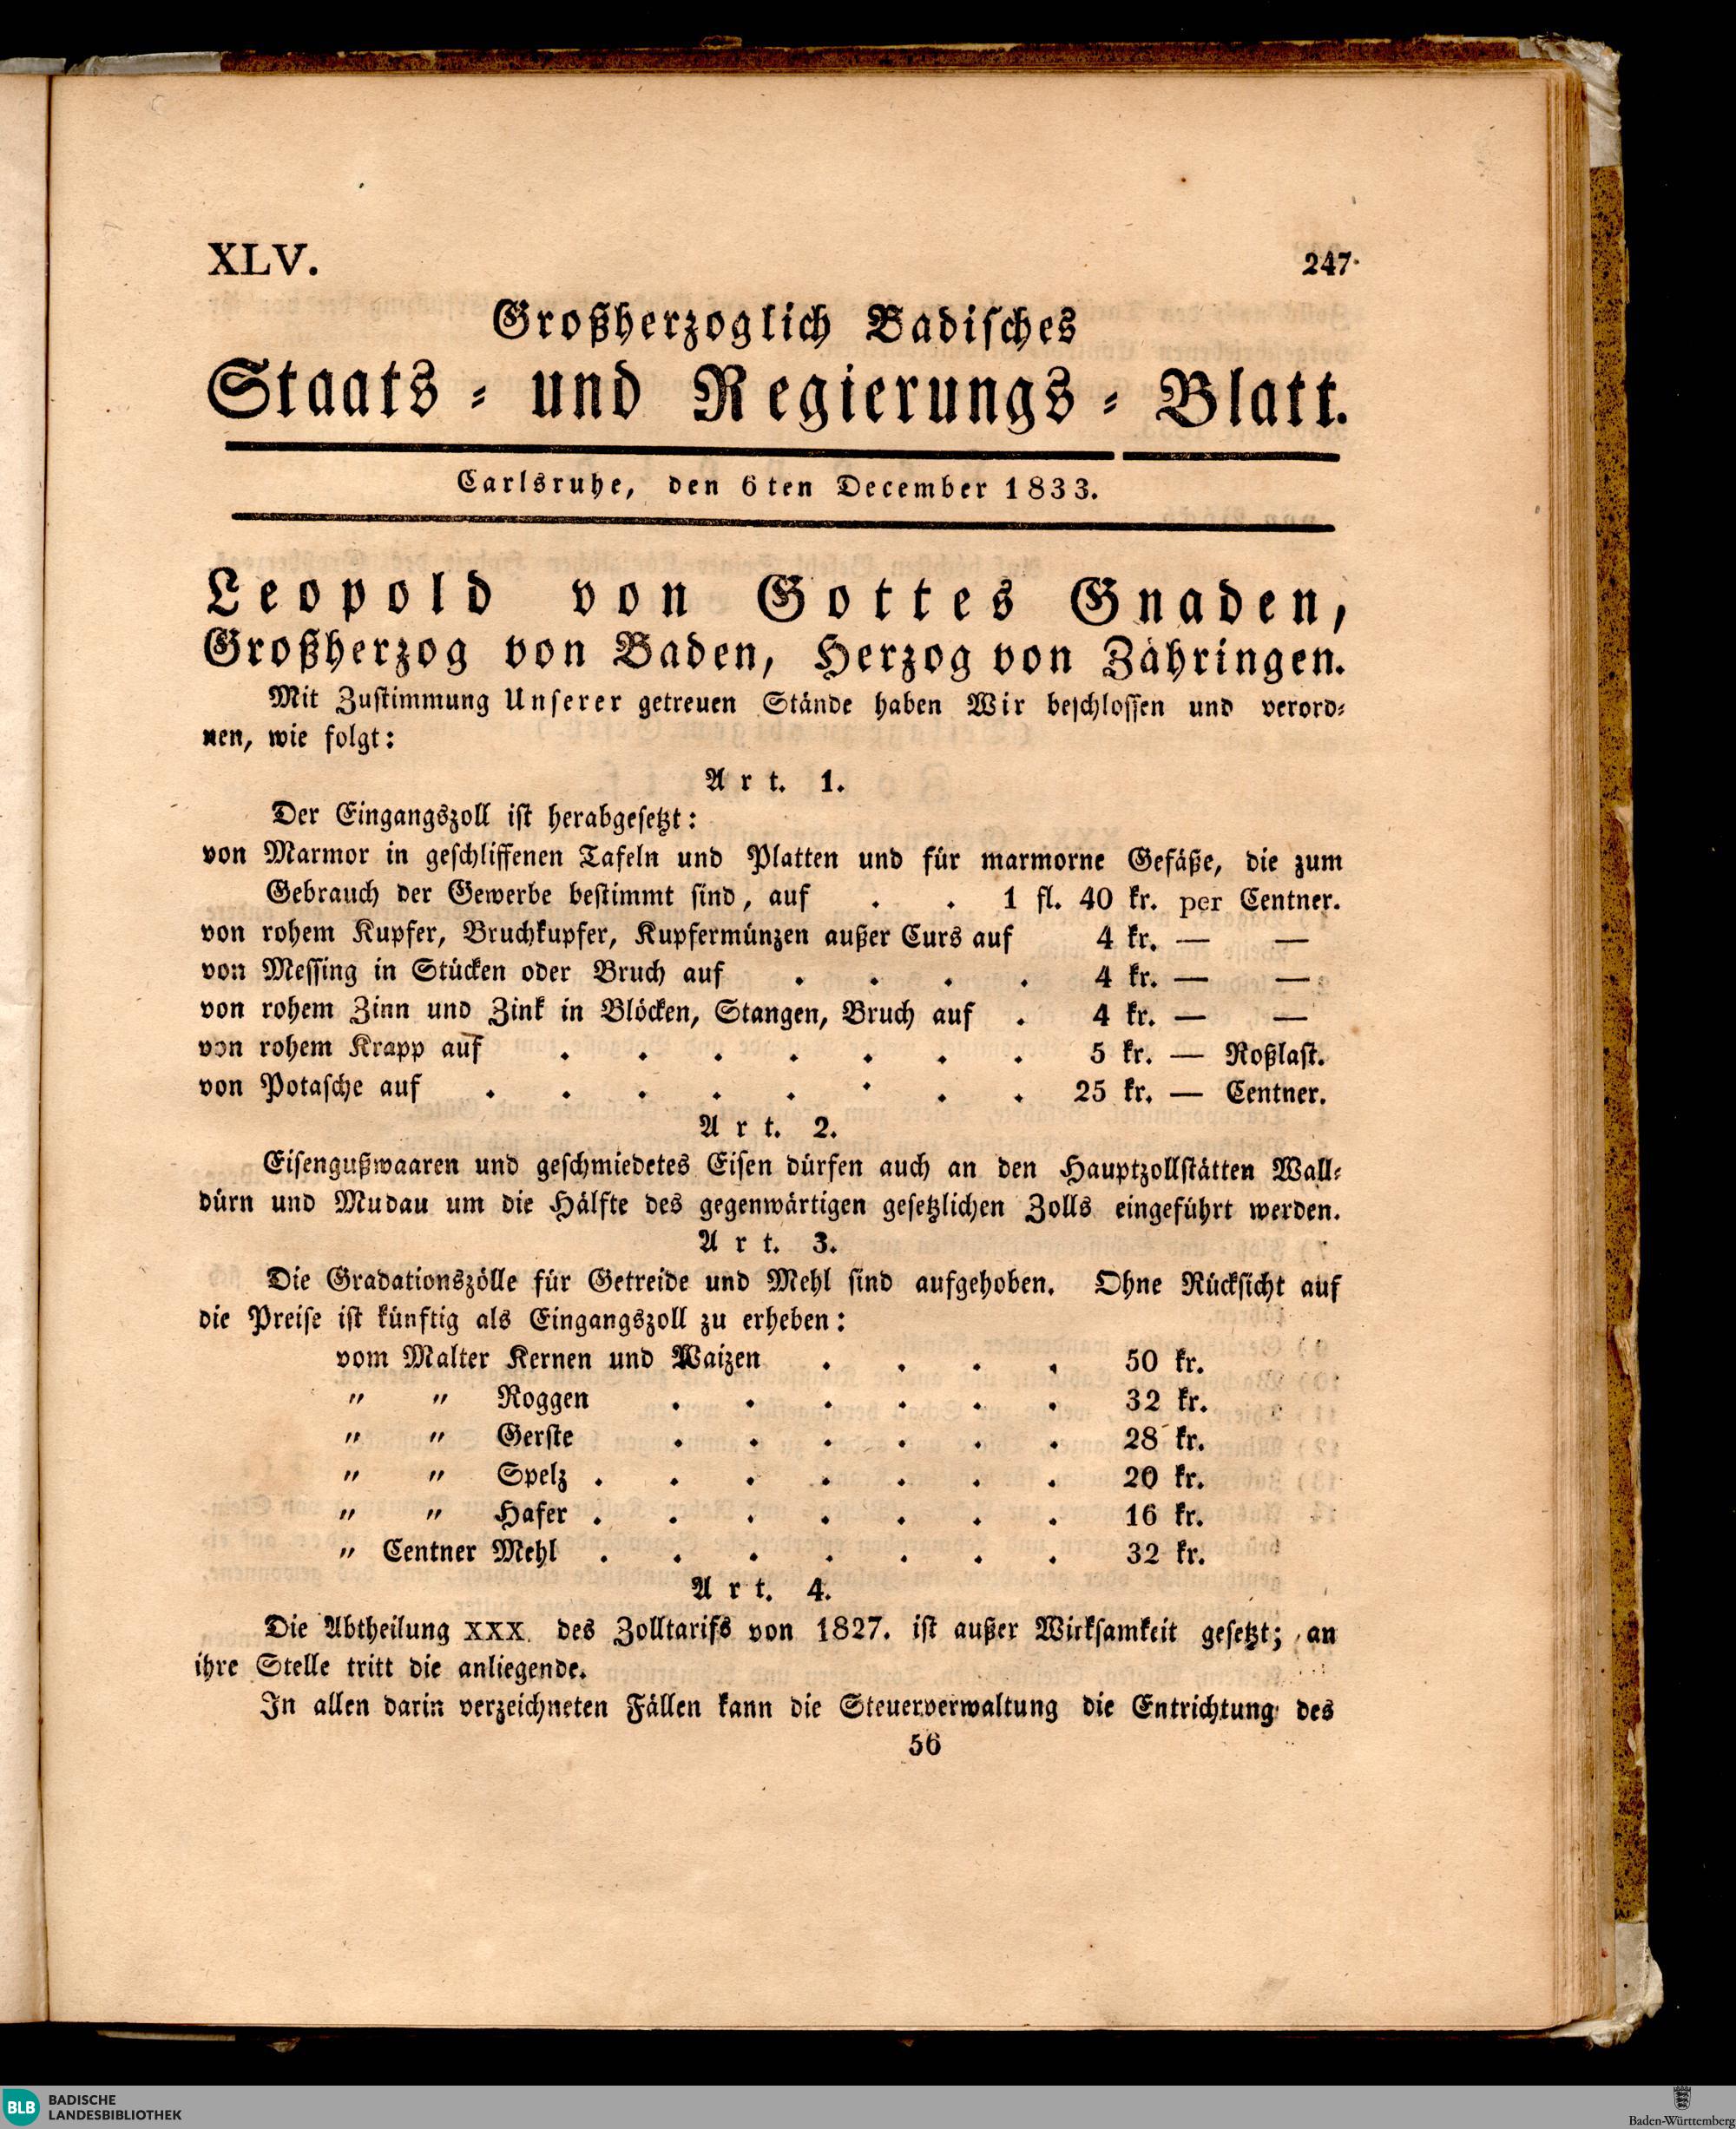 XLV.
247.
Großherzoglich Badisches
Staats- und Regierungs-Blatt.
Carlsruhe, den 6ten December 1833.
Leopold von Gottes Gnaden,
Großherzog von Baden, Herzog von Zähringen.
Mit Zustimmung Unserer getreuen Stände haben Wir beschlossen und verord-
nen, wie folgt:
Art. 1.
Der Eingangszoll ist herabgesetzt:
von Marmor in geschliffenen Tafeln und Platten und für marmorne Gefäße, die zum
Gebrauch der Gewerbe bestimmt sind, auf . . 1 fl. 40 kr. per Centner.
von rohem Kupfer, Bruchkupfer, Kupfermünzen außer Curs auf 4 kr. — —
von Messing in Stücken oder Bruch auf . . . . 4 kr. — —
von rohem Zinn und Zink in Blöcken, Stangen, Bruch auf . 4 kr. — —
von rohem Krapp auf . . . . . . . 5 kr. — Roßlast.
von Potasche auf . . . . . . . . 25 kr. — Centner.
Art. 2.
Eisengußwaaren und geschmiedetes Eisen dürfen auch an den Hauptzollstätten Wall-
dürn und Mudau um die Hälfte des gegenwärtigen gesetzlichen Zolls eingeführt werden.
Art. 3.
Die Gradationszölle für Getreide und Mehl sind aufgehoben. Ohne Rücksicht auf
die Preise ist künftig als Eingangszoll zu erheben:
vom Malter Kernen und Waizen . . . . 50 kr.
" " Roggen . . . . . . 32 kr.
" " Gerste . . . . . . 28 kr.
" " Spelz . . . . . . . 20 kr.
" " Hafer . . . . . . . 16 kr.
" Centner Mehl . . . . . . . 32 kr.
Art. 4.
Die Abtheilung XXX. des Zolltarifs von 1827. ist außer Wirksamkeit gesetzt; an
ihre Stelle tritt die anliegende.
In allen darin verzeichneten Fällen kann die Steuerverwaltung die Entrichtung des
56
BLB BADISCHE
LANDESBIBLIOTHEK
Baden-Württemberg